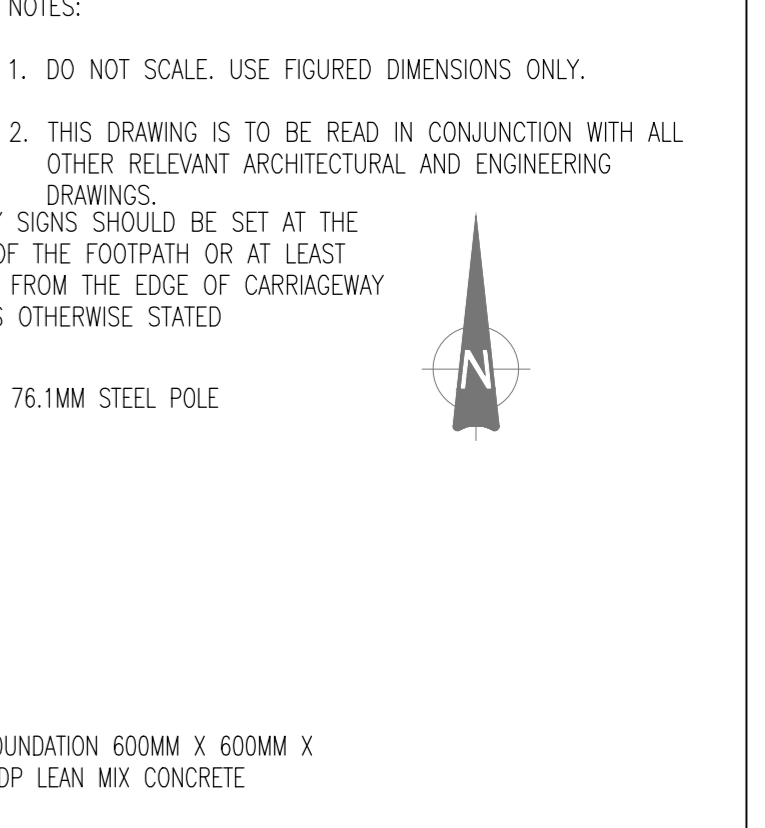 NOTES:
1. DO NOT SCALE. USE FIGURED DIMENSIONS ONLY.
2. THIS DRAWING IS TO BE READ IN CONJUNCTION WITH ALL
OTHER RELEVANT ARCHITECTURAL AND ENGINEERING
DRAWINGS.
SIGNS SHOULD BE SET AT THE
OF THE FOOTPATH OR AT LEAST
FROM THE EDGE OF CARRIAGEWAY
OTHERWISE STATED
N
76.1MM STEEL POLE
OUNDATION 600MM X 600MM X
DP LEAN MIX CONCRETE